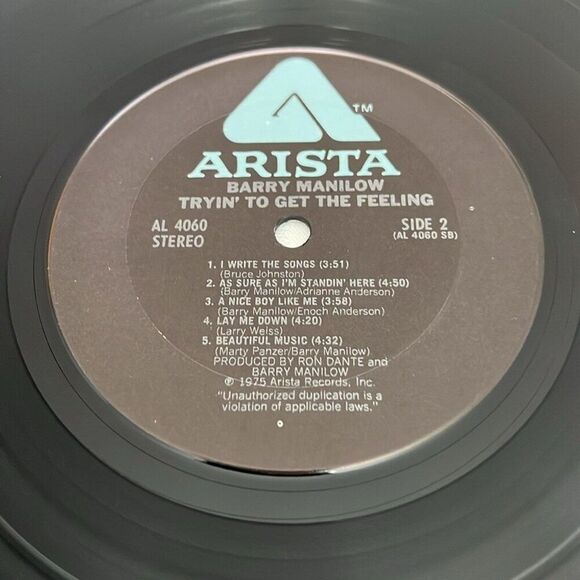 TM
ARISTA
BARRY MANILOW
TRYIN' TO GET THE FEELING
AL 4060
STEREO
SIDE 2
(AL 4060 SB)
1. I WRITE THE SONGS (3:51)
(Bruce Johnston)
2. AS SURE AS I'M STANDIN' HERE (4:50)
(Barry Manilow/Adrianne Anderson)
3. A NICE BOY LIKE ME (3:58)
(Barry Manilow/Enoch Anderson)
4. LAY ME DOWN (4:20)
(Larry Weiss)
5. BEAUTIFUL MUSIC (4:32)
(Marty Panzer/Barry Manilow)
PRODUCED BY RON DANTE and
BARRY MANILOW
℗ 1975 Arista Records, Inc.
"Unauthorized duplication is a
violation of applicable laws."